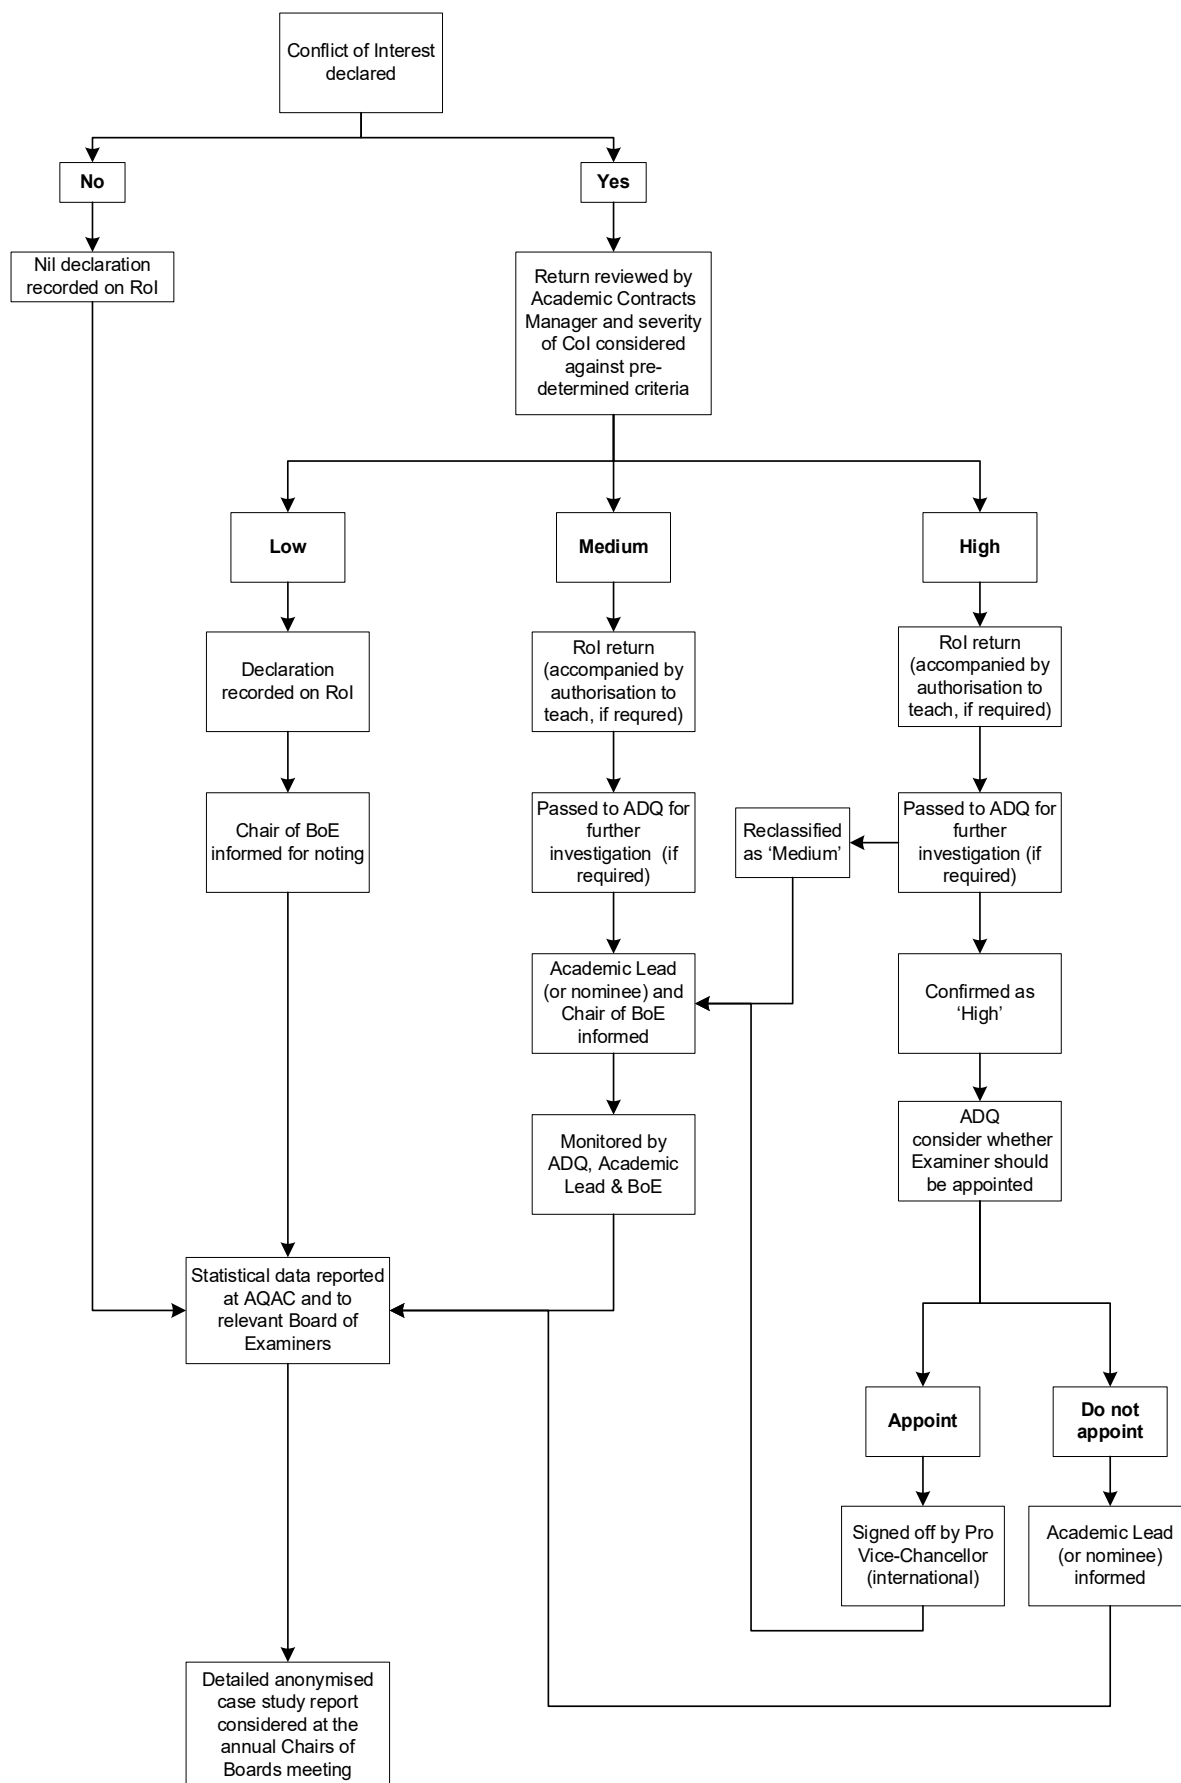 Conflict of Interest
declared
No
Yes
Nil declaration
recorded on RoI
Return reviewed by
Academic Contracts
Manager and severity
of CoI considered
against pre-
determined criteria
Low
Medium
High
Declaration
recorded on RoI
RoI return
(accompanied by
authorisation to
teach, if requred)
RoI return
(accompanied by
authorisation to
teach, if required)
Chair of BoE
informed for noting
Passed to ADQ for
further
investigation (if
required)
Reclassified
as ‘Medium’
Passed to ADQ for
further
investigation (if
required)
Academic Lead
(or nominee) and
Chair of BoE
informed
Confirmed as
‘High’
Monitored by
ADQ, Academic
Lead & BoE
ADQ
consider whether
Examiner should
be appointed
Statistical data reported
at AQAC and to
relevant Board of
Examiners
Appoint
Do not
appoint
Signed off by Pro
Vice-Chancellor
(international)
Academic Lead
(or nominee)
informed
Detailed anonymised
case study report
considered at the
annual Chairs of
Boards meeting